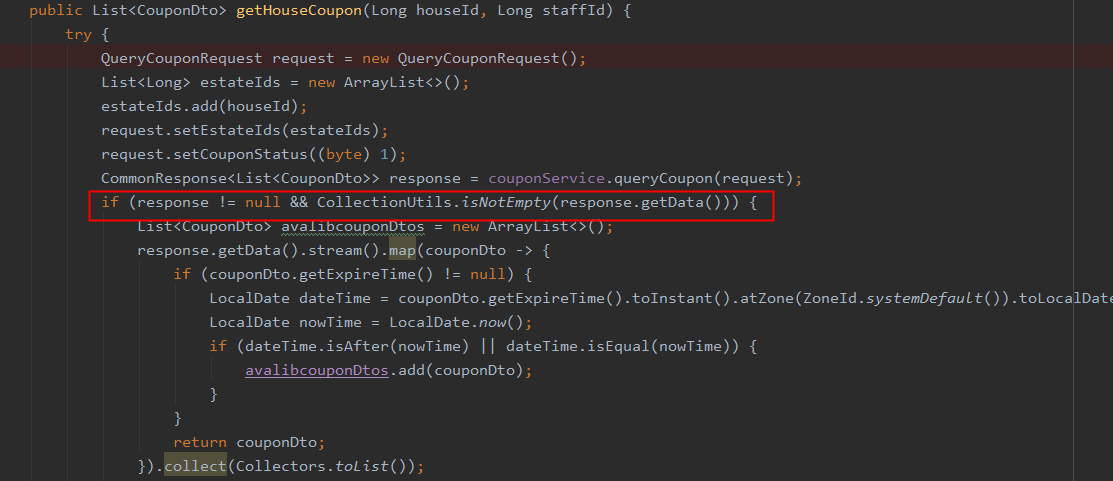 public List<CouponDto> getHouseCoupon(Long houseId, Long staffId) {
try {
QueryCouponRequest request = new QueryCouponRequest();
List<Long> estateIds = new ArrayList<>();
estateIds.add(houseId);
request.setEstateIds(estateIds);
request.setCouponStatus((byte) 1);
CommonResponse<List<CouponDto>> response = couponService.queryCoupon(request);
if (response != null && CollectionUtils.isNotEmpty(response.getData())) {
List<CouponDto> avalibcouponDtos = new ArrayList<>();
response.getData().stream().map(couponDto -> {
if (couponDto.getExpireTime() != null) {
LocalDate dateTime = couponDto.getExpireTime().toInstant().atZone(ZoneId.systemDefault()).toLocalDate
LocalDate nowTime = LocalDate.now();
if (dateTime.isAfter(nowTime) || dateTime.isEqual(nowTime)) {
avalibcouponDtos.add(couponDto);
}
}
return couponDto;
}).collect(Collectors.toList());